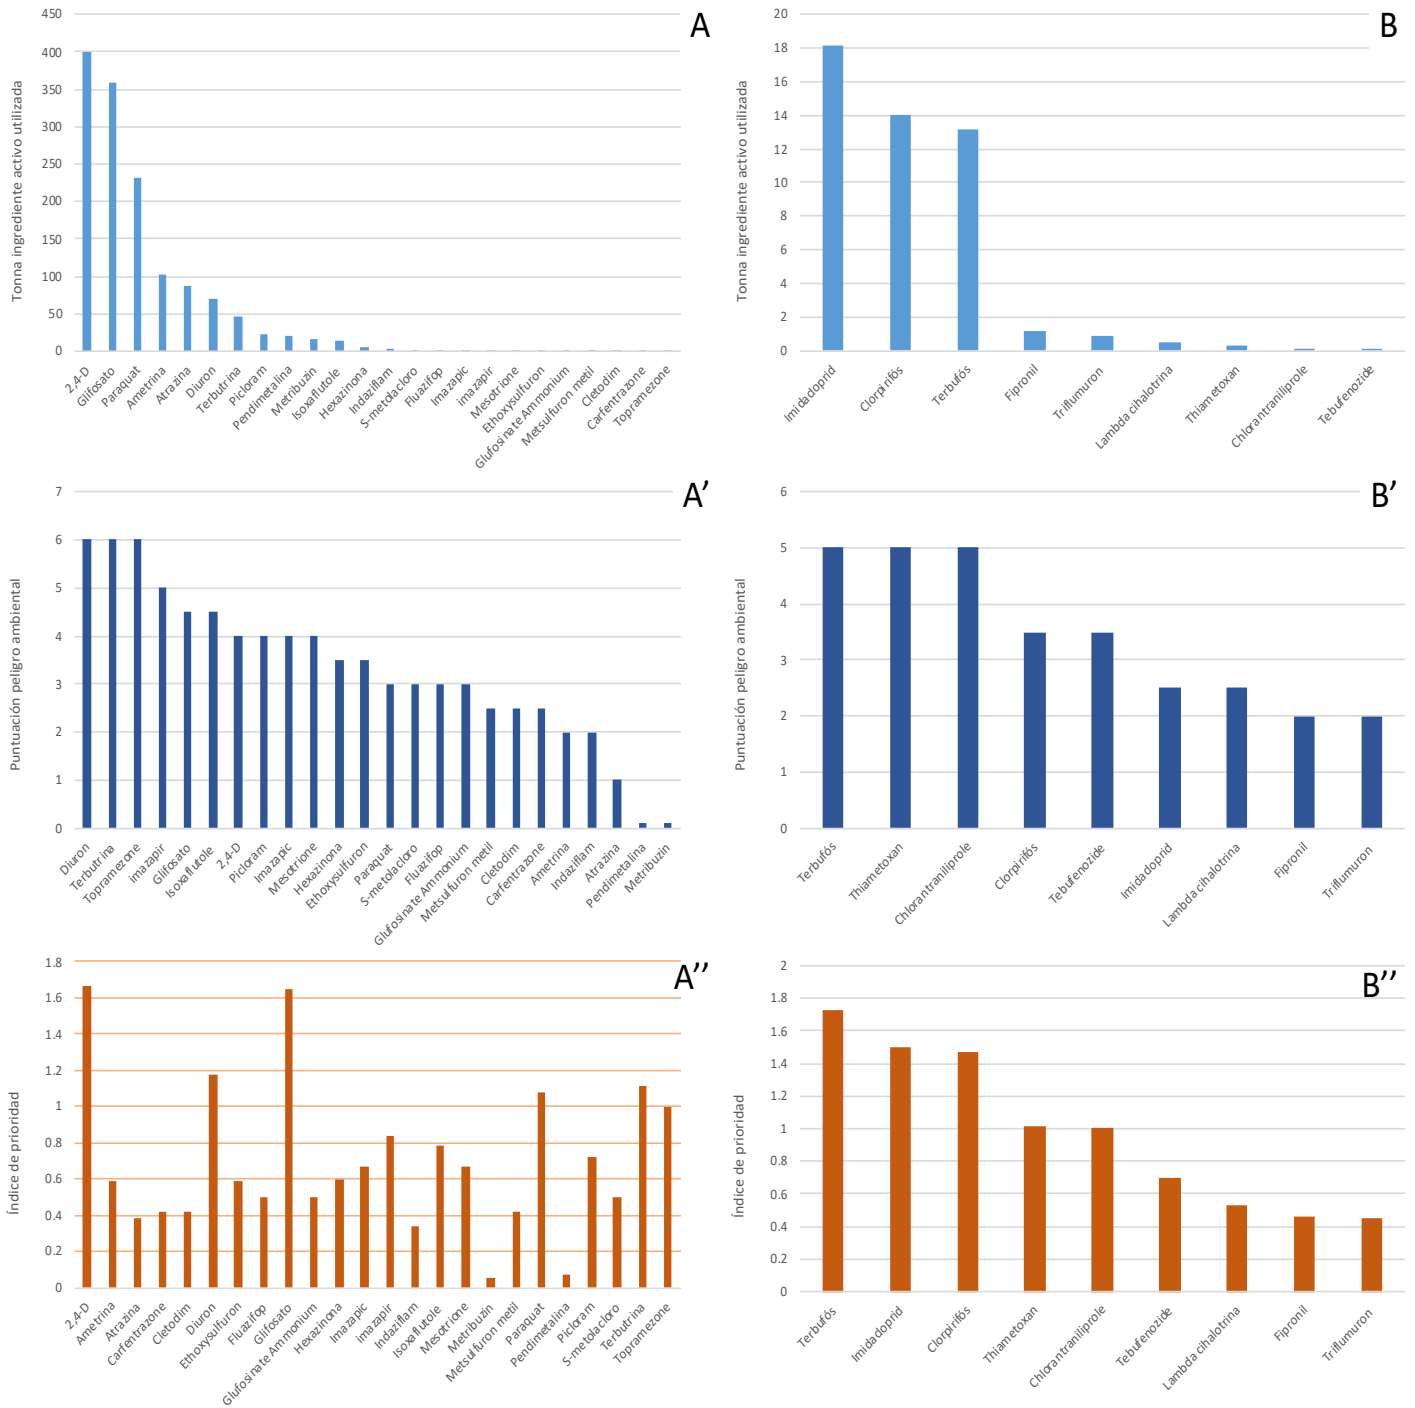 A
Tonna ingrediente activo utilizada
450
400
350
300
250
200
150
100
50
0
2,4-D
Glifosato
Paraquat
Ametrina
Atrazina
Diuron
Terbutrina
Picloram
Pendimetalina
Metribuzin
Isoxaflutole
Hexazinona
Indaziflam
S-metolacloro
Fluazifop
Imazapic
imazapir
Mesotrione
Ethoxysulfuron
Glufosinate Ammonium
Metsulfuron metil
Cletodim
Carfentrazone
Topramezone
B
Tonna ingrediente activo utilizada
20
18
16
14
12
10
8
6
4
2
0
Imidadoprid
Clorpirifós
Terbufós
Fipronil
Triflumuron
Lambda cihalotrina
Thiametoxan
Chlorantraniliprole
Tebufenozide
A’
Puntuación peligro ambiental
7
6
5
4
3
2
1
0
Diuron
Terbutrina
Topramezone
imazapir
Glifosato
Isoxaflutole
2,4-D
Picloram
Imazapic
Mesotrione
Hexazinona
Ethoxysulfuron
Paraquat
S-metolacloro
Fluazifop
Glufosinate Ammonium
Metsulfuron metil
Cletodim
Carfentrazone
Ametrina
Indaziflam
Atrazina
Pendimetalina
Metribuzin
B’
Puntuación peligro ambiental
6
5
4
3
2
1
0
Terbufós
Thiametoxan
Chlorantraniliprole
Clorpirifós
Tebufenozide
Imidadoprid
Lambda cihalotrina
Fipronil
Triflumuron
A’’
Índice de prioridad
1.8
1.6
1.4
1.2
1
0.8
0.6
0.4
0.2
0
2,4-D
Ametrina
Atrazina
Carfentrazone
Cletodim
Diuron
Ethoxysulfuron
Fluazifop
Glifosato
Glufosinate Ammonium
Hexazinona
Imazapic
imazapir
Indaziflam
Isoxaflutole
Mesotrione
Metribuzin
Metsulfuron metil
Paraquat
Pendimetalina
Picloram
S-metolacloro
Terbutrina
Topramezone
B’’
Índice de prioridad
2
1.8
1.6
1.4
1.2
1
0.8
0.6
0.4
0.2
0
Terbufós
Imidadoprid
Clorpirifós
Thiametoxan
Chlorantraniliprole
Tebufenozide
Lambda cihalotrina
Fipronil
Triflumuron